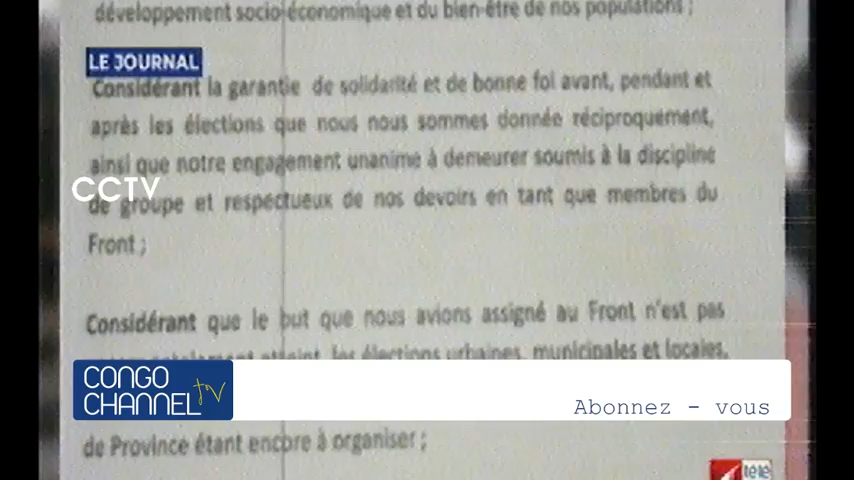 développement socio-économique et du bien-être de nos populations ;
LE JOURNAL
Considérant la garantie de solidarité et de bonne foi avant, pendant et
après les élections que nous nous sommes donnée réciproquement,
ainsi que notre engagement unanime à demeurer soumis à la discipline
CCTV
de groupe et respectueux de nos devoirs en tant que membres du
Front ;
Considérant que le but que nous avions assigné au Front n'est pas
les élections urbaines, municipales et locales,
CONGO
CHANNEL tv
Abonnez - vous
de Province étant encore à organiser ;
télé